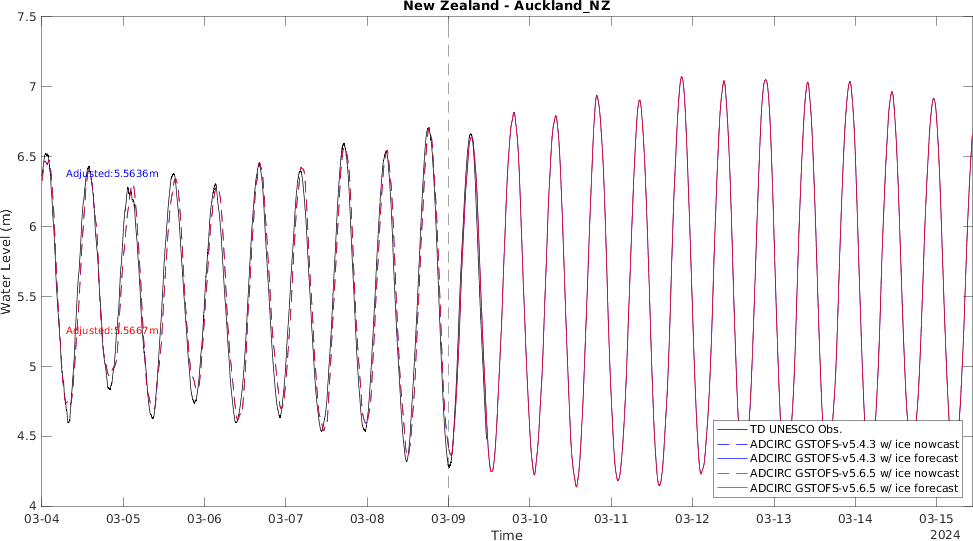 New Zealand - Auckland_NZ
7.5
7
6.5
6
5.5
5
4.5
4
Water Level (m)
Adjusted:5.5636m
Adjusted:5.5667m
TD UNESCO Obs.
ADCIRC GSTOFS-v5.4.3 w/ ice nowcast
ADCIRC GSTOFS-v5.4.3 w/ ice forecast
ADCIRC GSTOFS-v5.6.5 w/ ice nowcast
ADCIRC GSTOFS-v5.6.5 w/ ice forecast
03-04 03-05 03-06 03-07 03-08 03-09 03-10 03-11 03-12 03-13 03-14 03-15
Time 2024